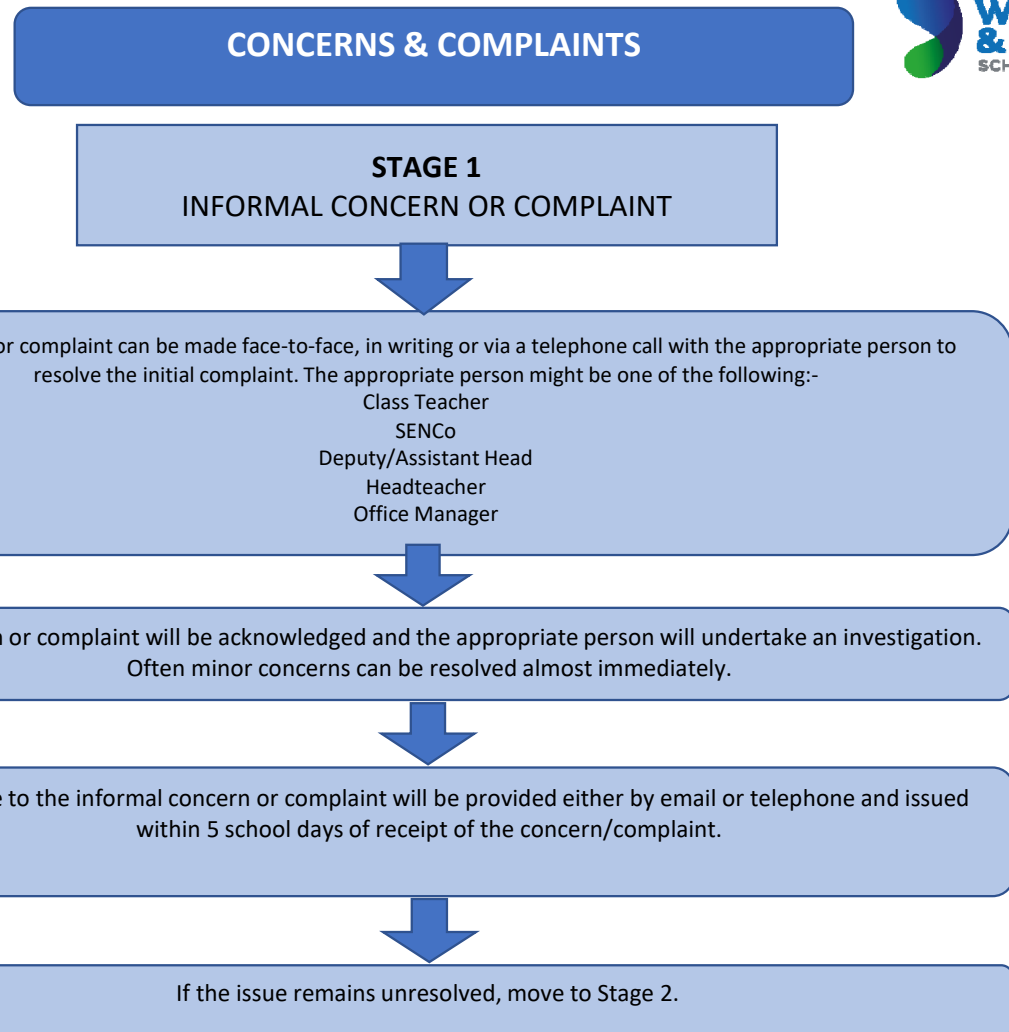 CONCERNS & COMPLAINTS
W
&
SCH
STAGE 1
INFORMAL CONCERN OR COMPLAINT
or complaint can be made face-to-face, in writing or via a telephone call with the appropriate person to
resolve the initial complaint. The appropriate person might be one of the following:-
Class Teacher
SENCo
Deputy/Assistant Head
Headteacher
Office Manager
or complaint will be acknowledged and the appropriate person will undertake an investigation.
Often minor concerns can be resolved almost immediately.
to the informal concern or complaint will be provided either by email or telephone and issued
within 5 school days of receipt of the concern/complaint.
If the issue remains unresolved, move to Stage 2.